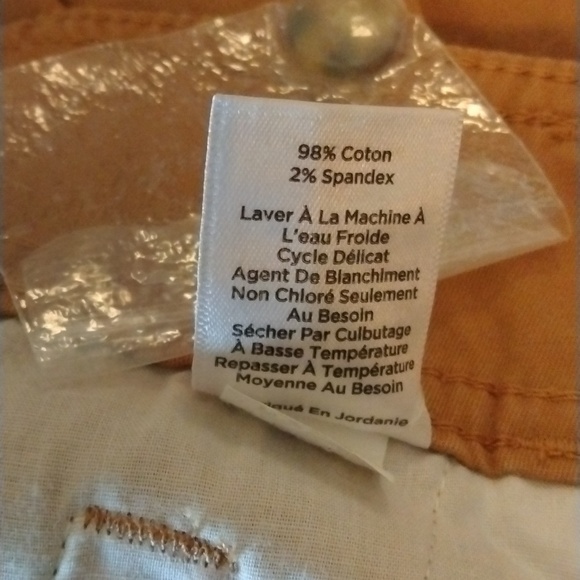 98% Coton
2% Spandex
Laver À La Machine À
L'eau Froide
Cycle Délicat
Agent De Blanchiment
Non Chloré Seulement
Au Besoin
Sécher Par Culbutage
À Basse Température
Repasser À Température
Moyenne Au Besoin
En Jordanie